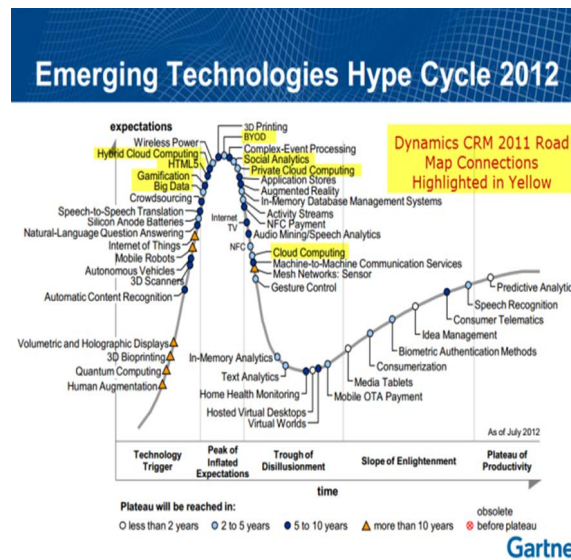 Emerging Technologies Hype Cycle 2012
expectations
Dynamics CRM 2011 Road
Map Connections
Highlighted in Yellow
3D Printing
BYOD
Wireless Power
Complex-Event Processing
Hybrid Cloud Computing
Social Analytics
HTML5
Private Cloud Computing
Gamification
Application Stores
Big Data
Augmented Reality
Crowdsourcing
In-Memory Database Management Systems
Speech-to-Speech Translation
Activity Streams
Silicon Anode Batteries
Internet
TV
NFC Payment
Natural-Language Question Answering
Audio Mining/Speech Analytics
Internet of Things
NFC
Cloud Computing
Mobile Robots
Machine-to-Machine Communication Services
Autonomous Vehicles
Mesh Networks: Sensor
3D Scanners
Gesture Control
Automatic Content Recognition
Predictive Analytic
Speech Recognition
Consumer Telematics
Idea Management
Volumetric and Holographic Displays
Biometric Authentication Methods
3D Bioprinting
In-Memory Analytics
Consumerization
Quantum Computing
Text Analytics
Media Tablets
Human Augmentation
Home Health Monitoring
Mobile OTA Payment
Hosted Virtual Desktops
Virtual Worlds
As of July 2012
Technology
Trigger
Peak of
Inflated
Expectations
Trough of
Disillusionment
Slope of Enlightenment
Plateau of
Productivity
time
Plateau will be reached in:
less than 2 years
2 to 5 years
5 to 10 years
more than 10 years
obsolete
before plateau
Gartne